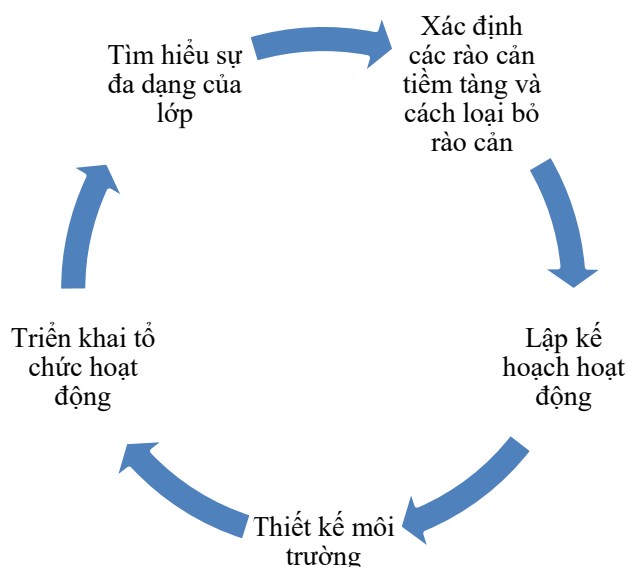 Tìm hiểu sự
đa dạng của
lớp
Xác định
các rào cản
tiềm tàng và
cách loại bỏ
rào cản
Lập kế
hoạch hoạt
động
Thiết kế môi
trường
Triển khai tổ
chức hoạt
động